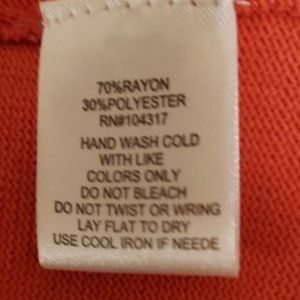 70%RAYON
30%POLYESTER
RN#104317
HAND WASH COLD
WITH LIKE
COLORS ONLY
DO NOT BLEACH
DO NOT TWIST OR WRING
LAY FLAT TO DRY
USE COOL IRON IF NEEDE